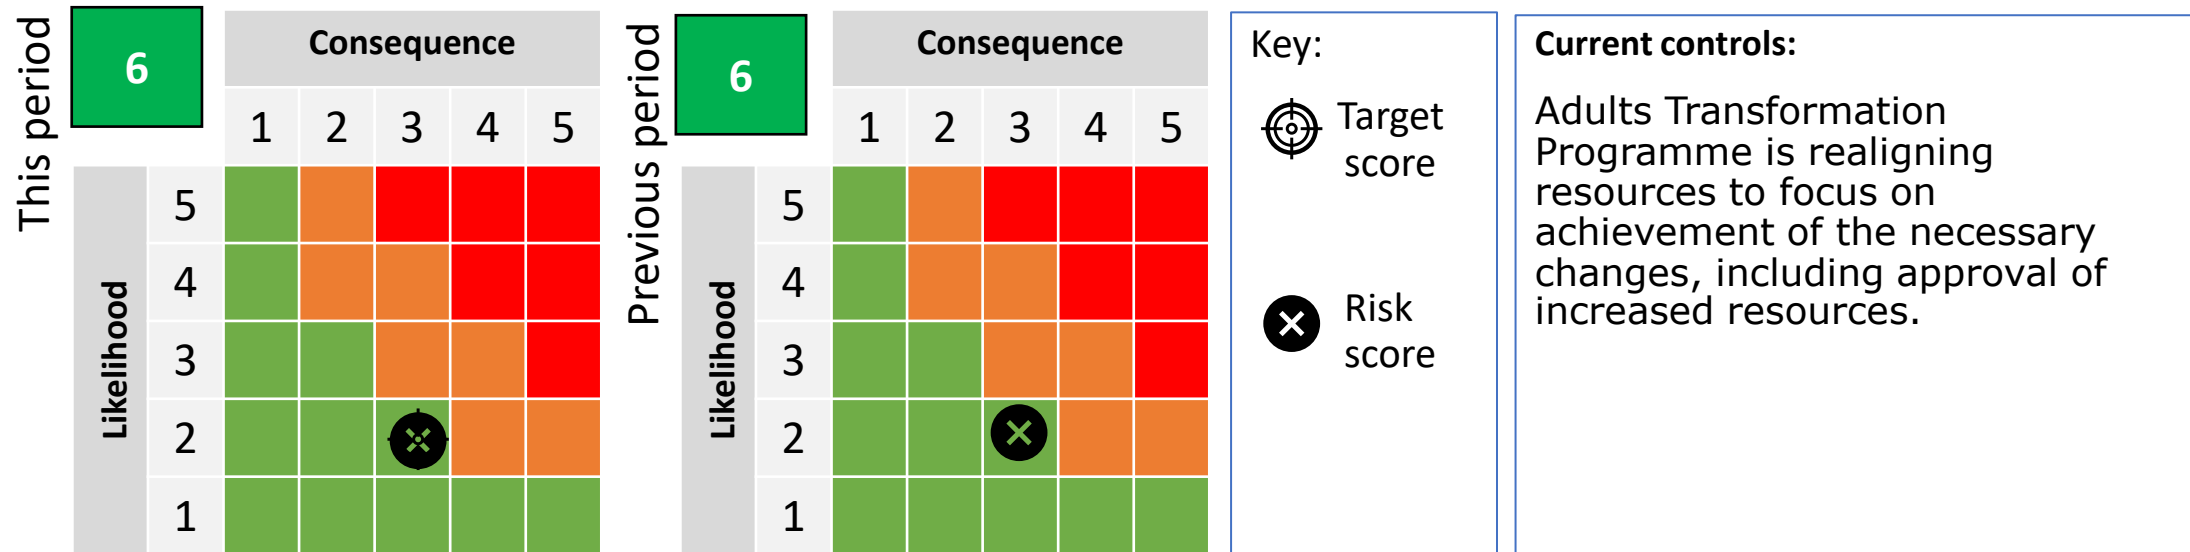 This period
6
Consequence
1 2 3 4 5
Likelihood
5
4
3
2
1
Previous period
6
Consequence
1 2 3 4 5
Likelihood
5
4
3
2
1
Key:
Target
score
Risk
score
Current controls:
Adults Transformation
Programme is realigning
resources to focus on
achievement of the necessary
changes, including approval of
increased resources.